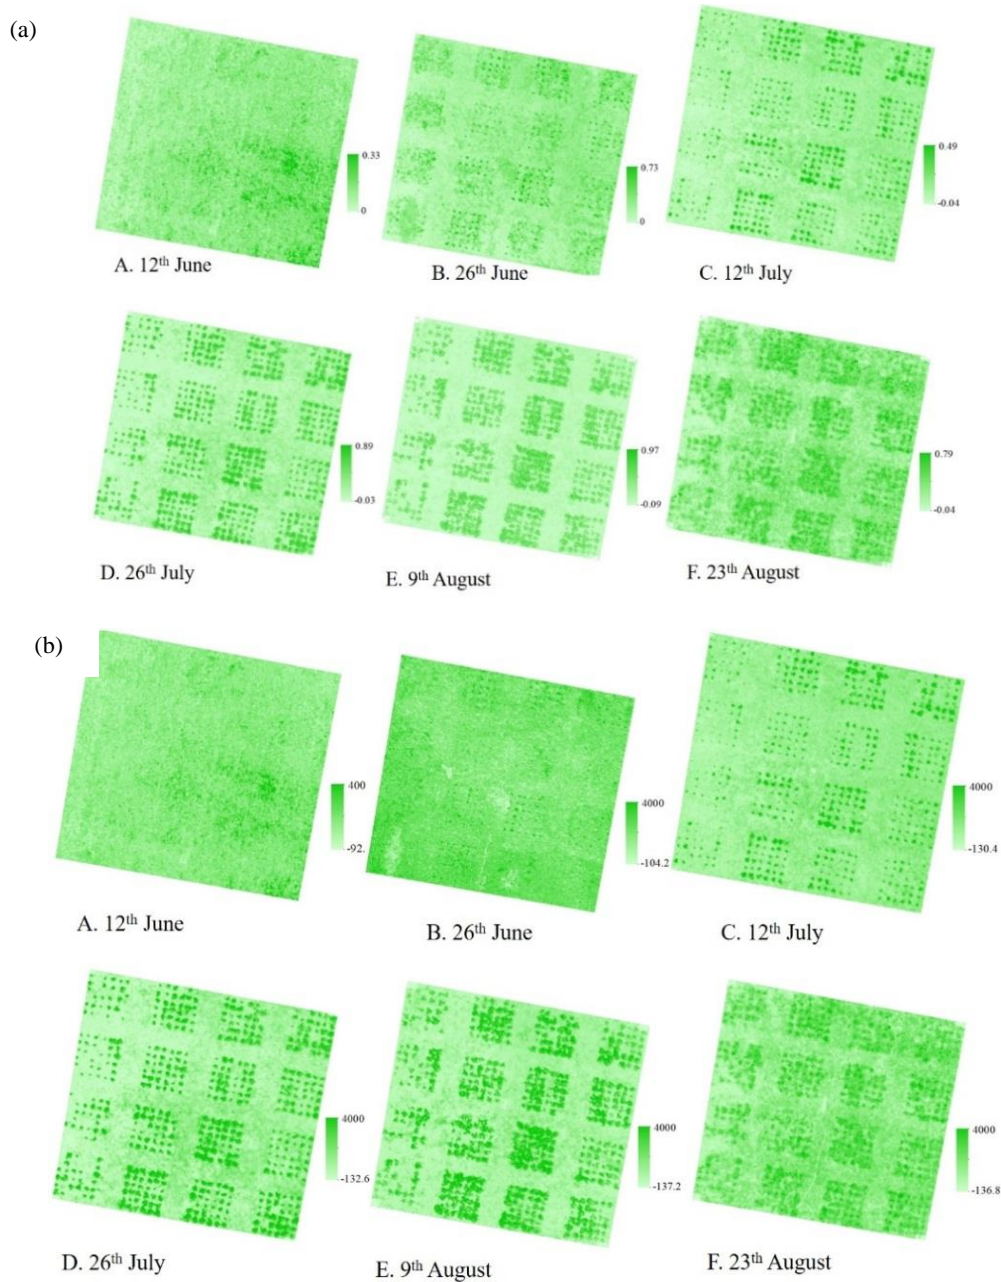 (a)
0.33
0
A. 12th June
0.73
0
B. 26th June
0.49
-0.04
C. 12th July
0.89
-0.03
D. 26th July
0.97
-0.09
E. 9th August
0.79
-0.04
F. 23th August
(b)
400
-92.
A. 12th June
4000
-104.2
B. 26th June
4000
-130.4
C. 12th July
4000
-132.6
D. 26th July
4000
-137.2
E. 9th August
4000
-136.8
F. 23th August